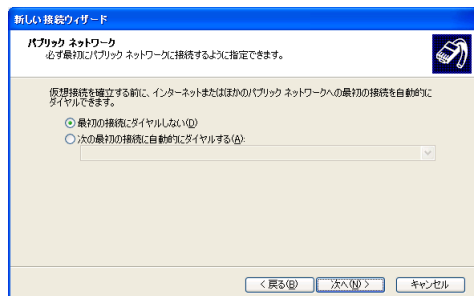 新しい接続ウィザード
パブリック ネットワーク
必ず最初にパブリック ネットワークに接続するように指定できます。
仮想接続を確立する前に、インターネットまたはほかのパブリック ネットワークへの最初の接続を自動的に
ダイヤルできます。
最初の接続にダイヤルしない(D)
次の最初の接続に自動的にダイヤルする(A):
< 戻る(B)
次へ(N) >
キャンセル